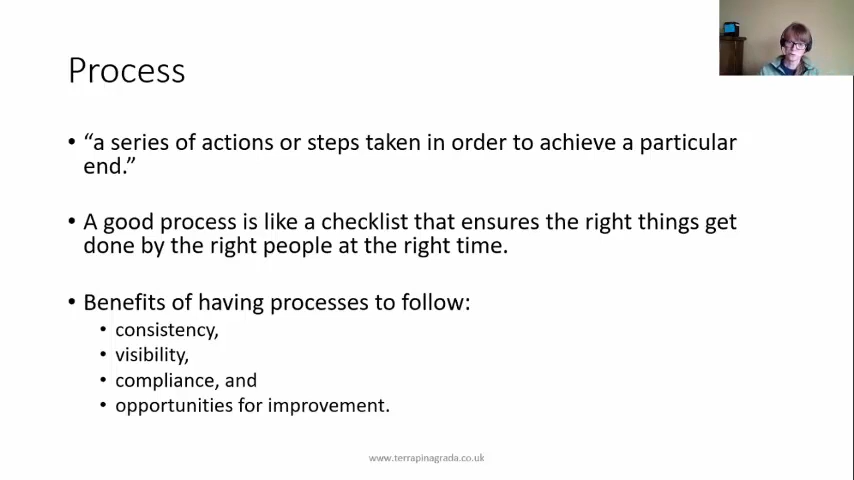 Process
• “a series of actions or steps taken in order to achieve a particular
end.”
• A good process is like a checklist that ensures the right things get
done by the right people at the right time.
• Benefits of having processes to follow:
• consistency,
• visibility,
• compliance, and
• opportunities for improvement.
www.terrapinagrada.co.uk